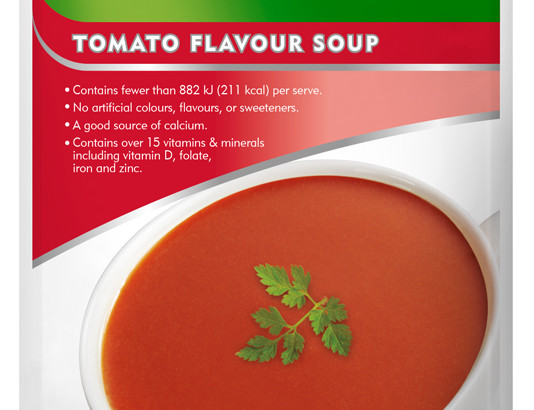 TOMATO FLAVOUR SOUP
• Contains fewer than 882 kJ (211 kcal) per serve.
• No artificial colours, flavours, or sweeteners.
• A good source of calcium.
• Contains over 15 vitamins & minerals
including vitamin D, folate,
iron and zinc.